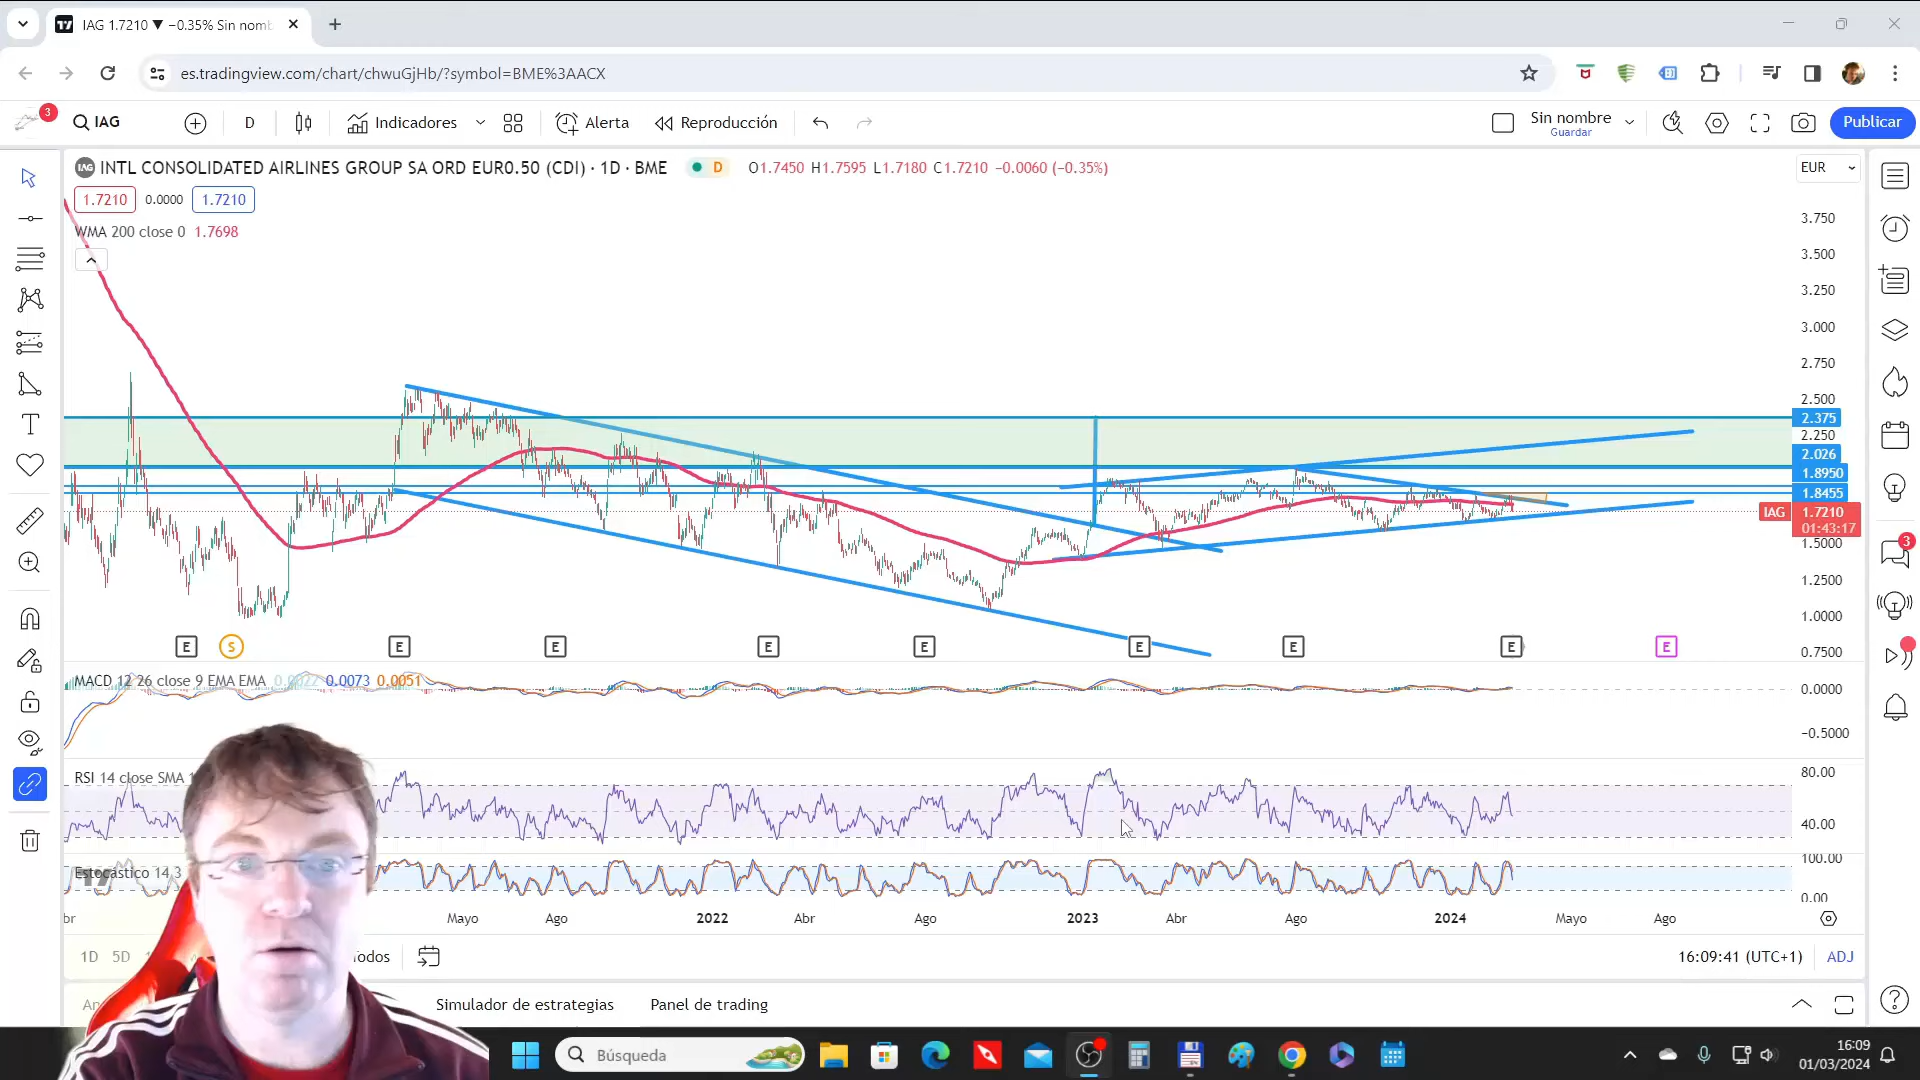 IAG 1.7210 ▼ −0.35% Sin nomb
es.tradingview.com/chart/chwuGjHb/?symbol=BME%3AACX
3
IAG
D
Indicadores
Alerta
Reproducción
Sin nombre
Guardar
Publicar
IAG
INTL CONSOLIDATED AIRLINES GROUP SA ORD EUR0.50 (CDI) · 1D · BME
D
O1.7450 H1.7595 L1.7180 C1.7210 −0.0060 (−0.35%)
EUR
1.7210
0.0000
1.7210
WMA 200 close 0 1.7698
3.750
3.500
3.250
3.000
2.750
2.500
2.375
2.250
2.026
1.8950
1.8455
IAG
1.7210
01:43:17
1.5000
1.2500
1.0000
0.7500
E
S
E
E
E
E
E
E
E
E
3
MACD 12 26 close 9 EMA EMA 0.0022 0.0073 0.0051
0.0000
−0.5000
RSI 14 close SMA 1
80.00
40.00
Estocástico 14 3
100.00
0.00
br
Mayo
Ago
2022
Abr
Ago
2023
Abr
Ago
2024
Mayo
Ago
1D
5D
16:09:41 (UTC+1)
ADJ
Simulador de estrategias
Panel de trading
Búsqueda
16:09
01/03/2024